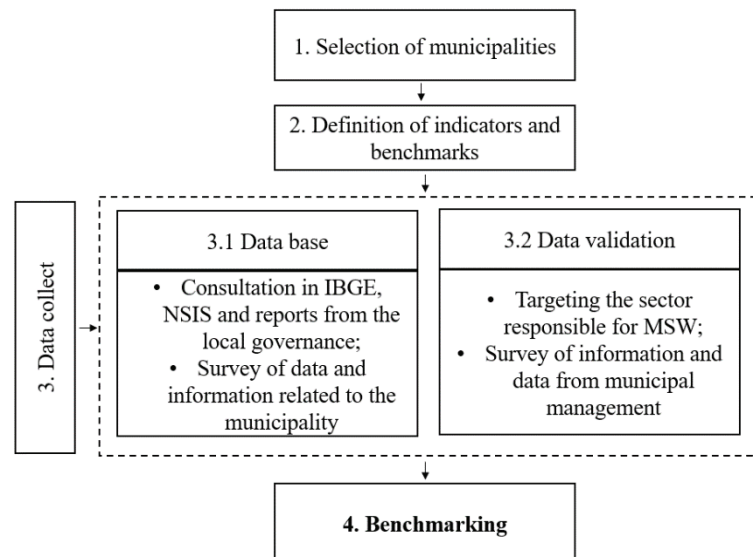 1. Selection of municipalities
2. Definition of indicators and
benchmarks
3. Data collect
3.1 Data base
• Consultation in IBGE,
NSIS and reports from the
local governance;
• Survey of data and
information related to the
municipality
3.2 Data validation
• Targeting the sector
responsible for MSW;
• Survey of information and
data from municipal
management
4. Benchmarking